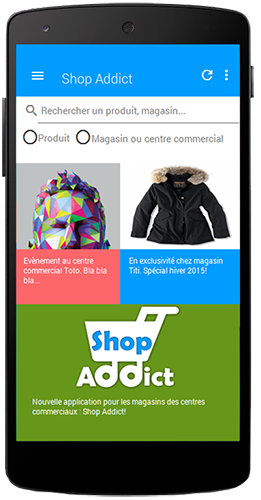 Shop Addict
Rechercher un produit, magasin...
Produit
Magasin ou centre commercial
Evènement au centre
commercial Toto. Bla bla
bla...
En exclusivité chez magasin
Titi. Spécial hiver 2015!
Shop
Addict
Nouvelle application pour les magasins des centres
commerciaux : Shop Addict!